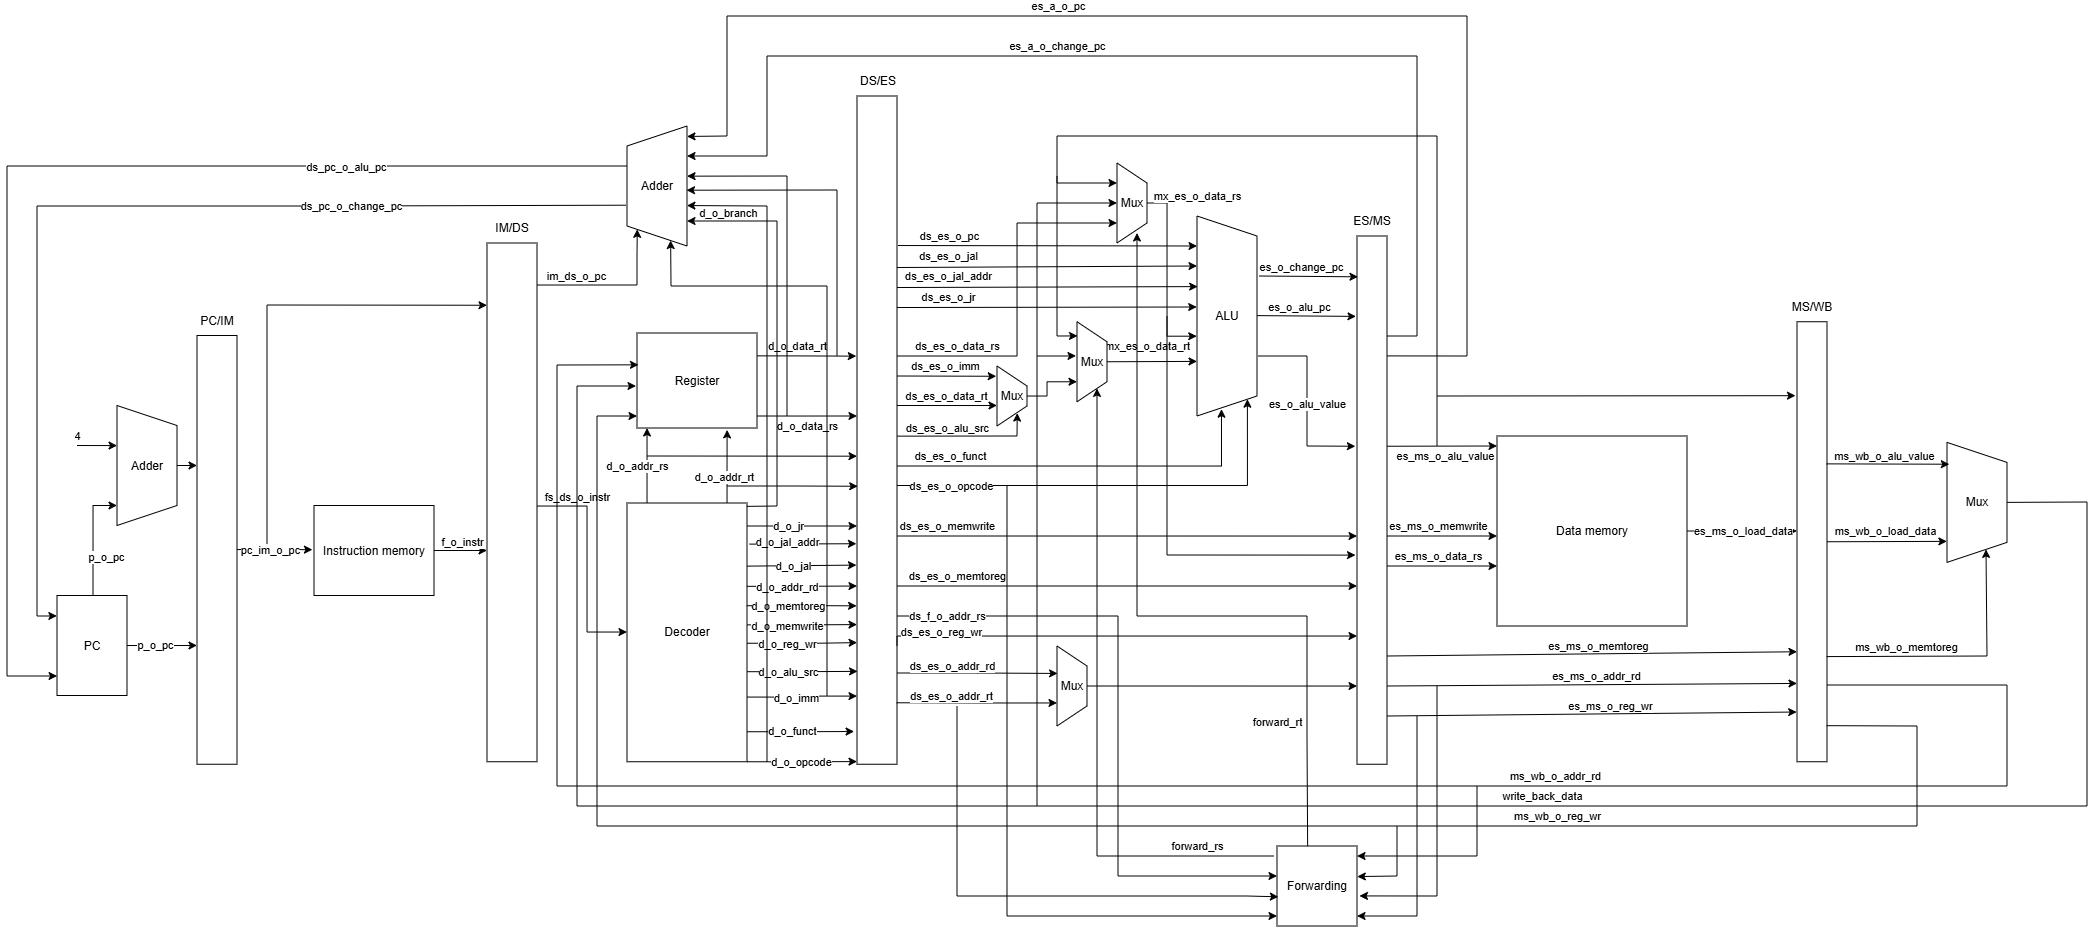 es_a_o_pc
es_a_o_change_pc
DS/ES
ds_pc_o_alu_pc
Adder
ds_pc_o_change_pc
d_o_branch
mx_es_o_data_rs
Mux
IM/DS
ES/MS
ds_es_o_pc
ds_es_o_jal
im_ds_o_pc
ds_es_o_jal_addr
es_o_change_pc
ds_es_o_jr
es_o_alu_pc
ALU
MS/WB
PC/IM
d_o_data_rt
ds_es_o_data_rs
mx_es_o_data_rt
Mux
ds_es_o_imm
Register
Mux
ds_es_o_data_rt
es_o_alu_value
d_o_data_rs
ds_es_o_alu_src
4
Adder
d_o_addr_rs
d_o_addr_rt
ds_es_o_funct
es_ms_o_alu_value
ms_wb_o_alu_value
ds_es_o_opcode
fs_ds_o_instr
Mux
d_o_jr
ds_es_o_memwrite
es_ms_o_memwrite
Data memory
es_ms_o_load_data
ms_wb_o_load_data
p_o_pc
pc_im_o_pc
Instruction memory
f_o_instr
d_o_jal_addr
es_ms_o_data_rs
d_o_jal
ds_es_o_memtoreg
d_o_addr_rd
d_o_memtoreg
ds_f_o_addr_rs
d_o_memwrite
Decoder
ds_es_o_reg_wr
PC
p_o_pc
d_o_reg_wr
es_ms_o_memtoreg
ms_wb_o_memtoreg
d_o_alu_src
ds_es_o_addr_rd
es_ms_o_addr_rd
Mux
d_o_imm
ds_es_o_addr_rt
es_ms_o_reg_wr
forward_rt
d_o_funct
d_o_opcode
ms_wb_o_addr_rd
write_back_data
ms_wb_o_reg_wr
forward_rs
Forwarding